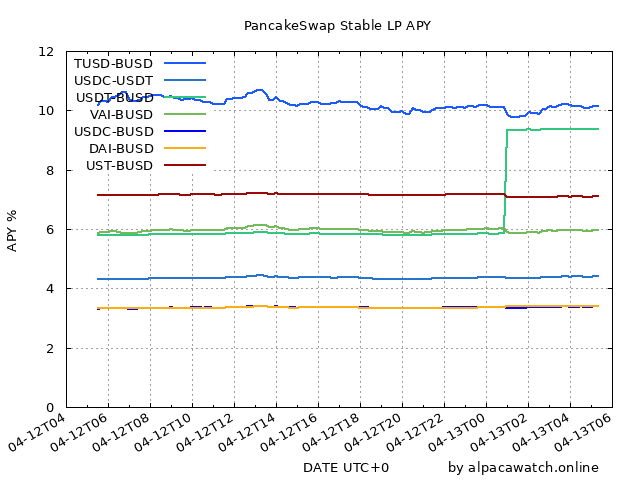 PancakeSwap Stable LP APY
12
10
8
6
4
2
0
APY %
TUSD-BUSD
USDC-USDT
USDT-BUSD
VAI-BUSD
USDC-BUSD
DAI-BUSD
UST-BUSD
04-12T04
04-12T06
04-12T08
04-12T10
04-12T12
04-12T14
04-12T16
04-12T18
04-12T20
04-12T22
04-13T00
04-13T02
04-13T04
04-13T06
DATE UTC+0
by alpacawatch.online